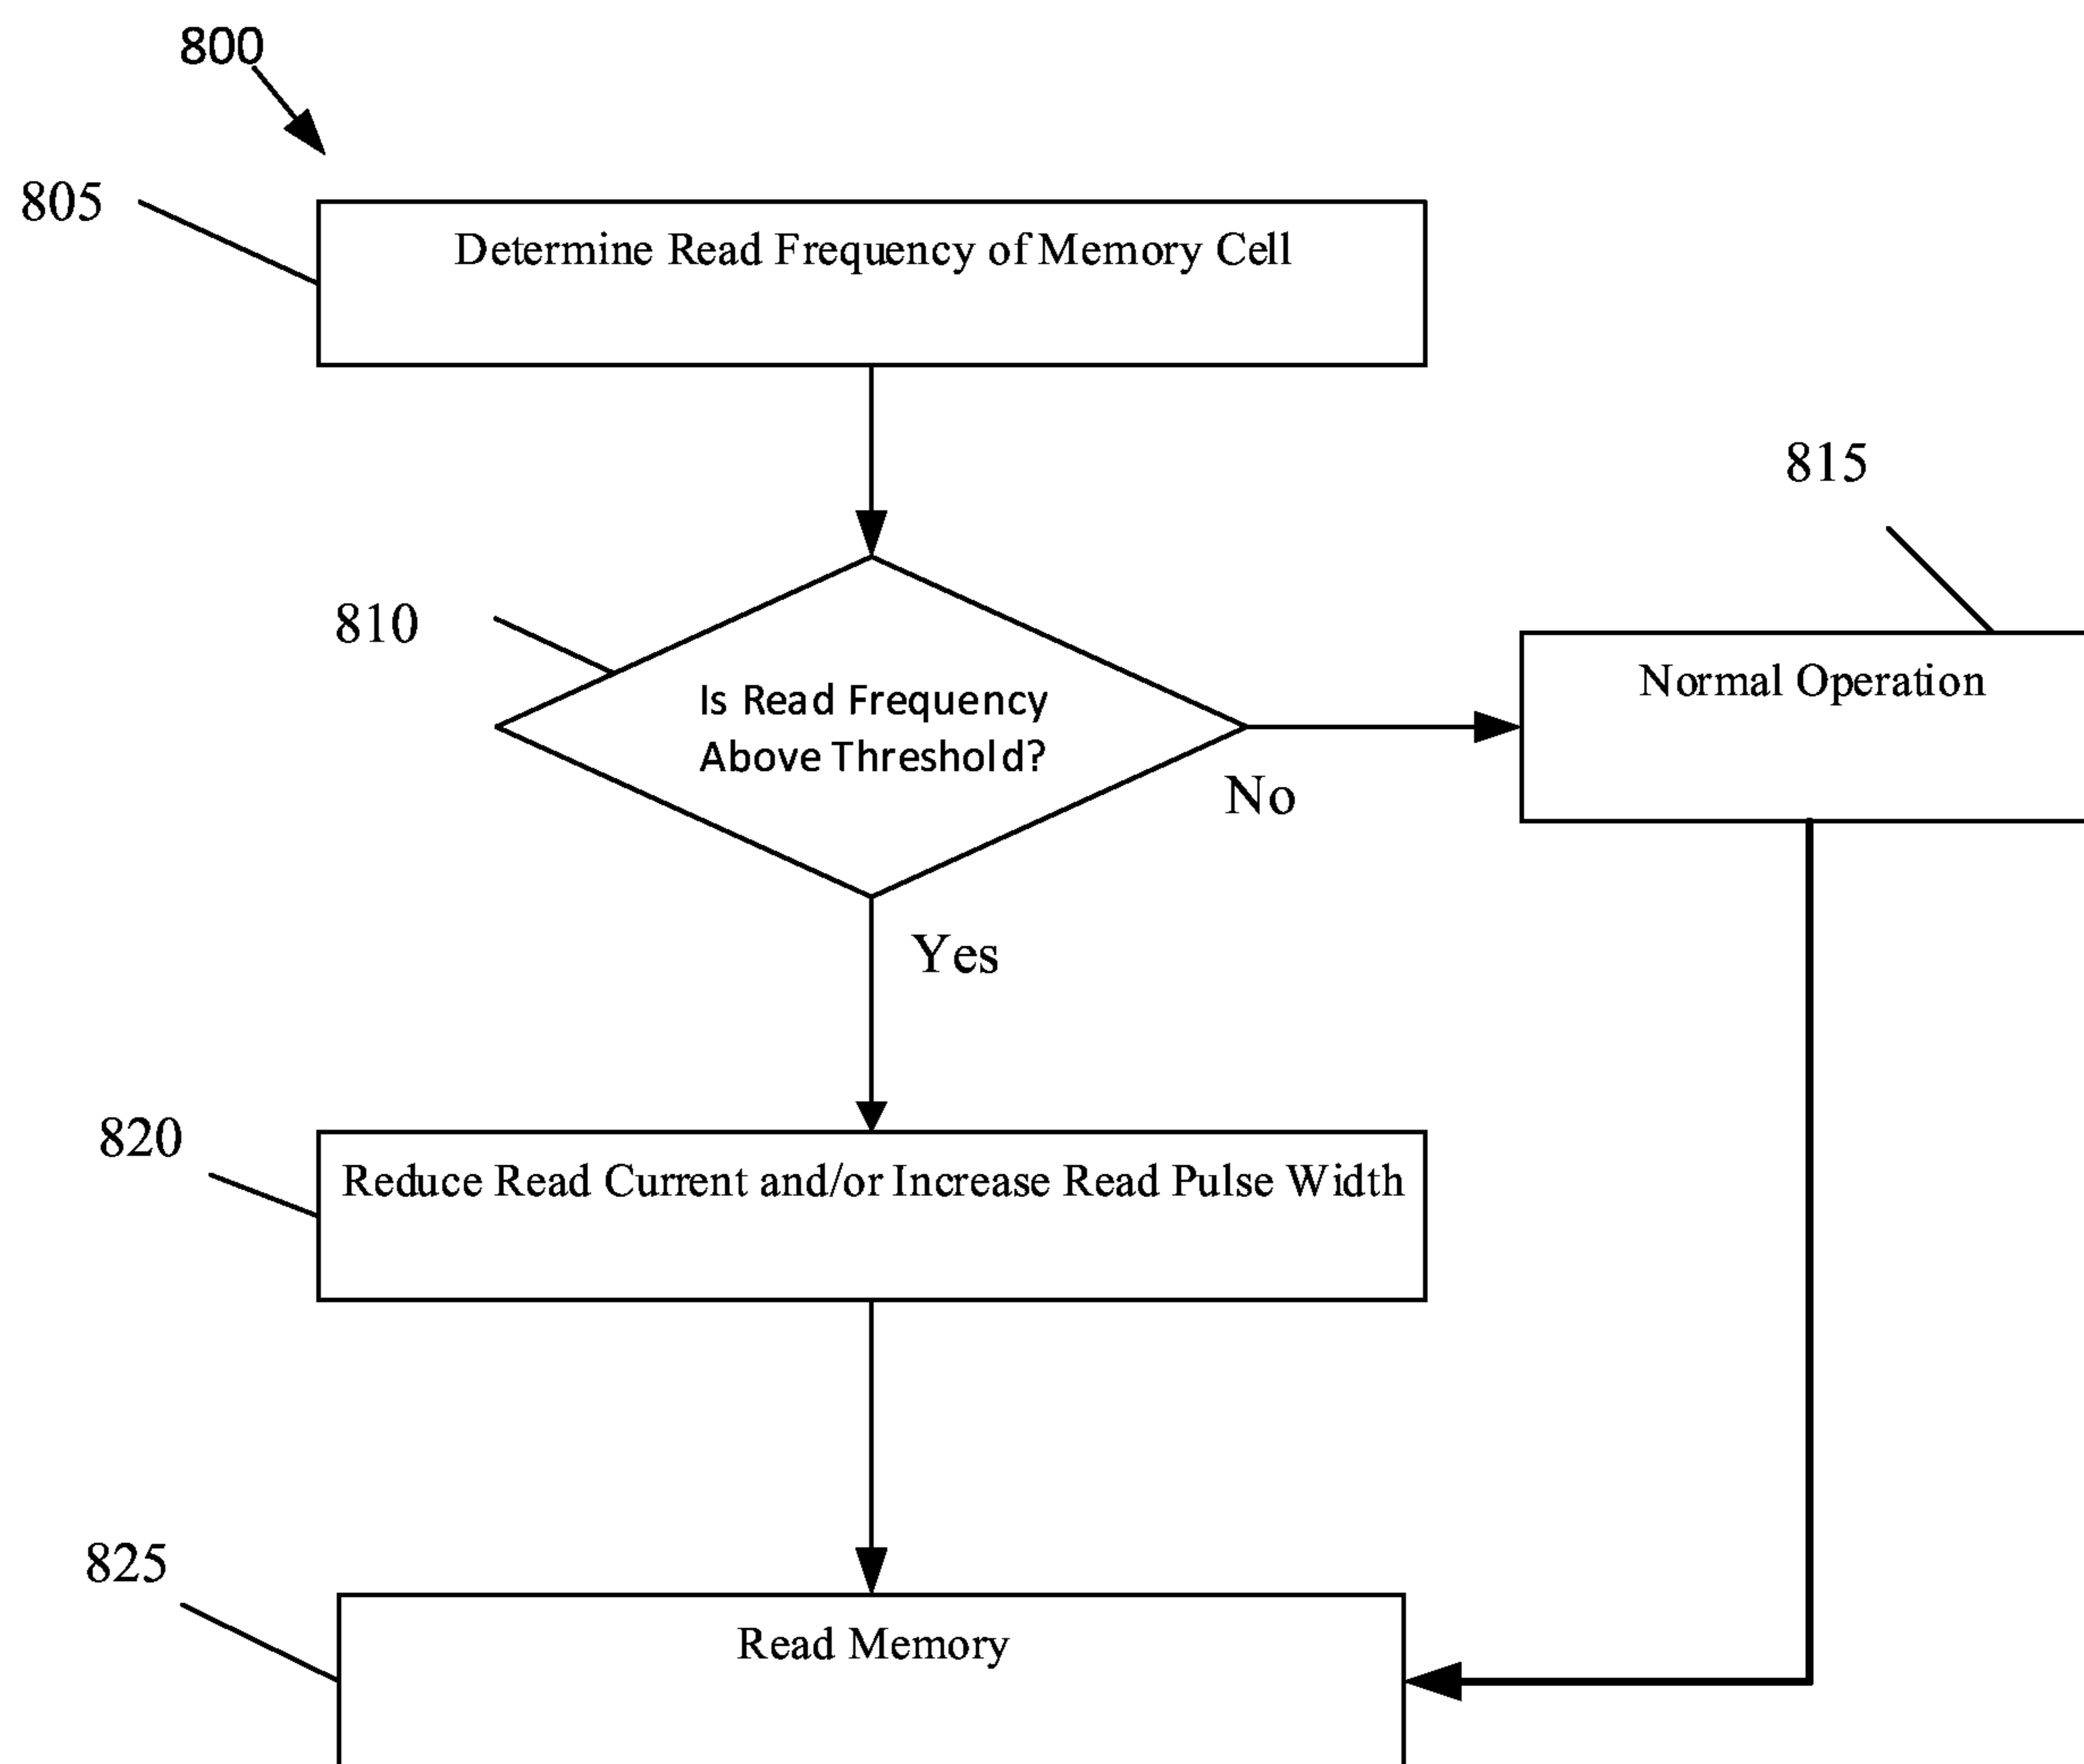 800
805
Determine Read Frequency of Memory Cell
815
810
Is Read Frequency
Above Threshold?
Normal Operation
No
Yes
820
Reduce Read Current and/or Increase Read Pulse Width
825
Read Memory